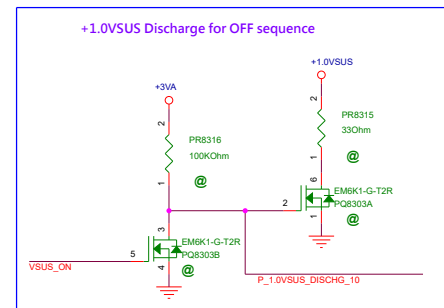 +1.0VSUS Discharge for OFF sequence
+1.0VSUS
+3VA
2
PR8315
33Ohm
1
@
2
PR8316
100KOhm
1
@
6
EM6K1-G-T2R
2
PQ8303A
1
@
3
EM6K1-G-T2R
5
PQ8303B
VSUS_ON
4
@
P_1.0VSUS_DISCHG_10